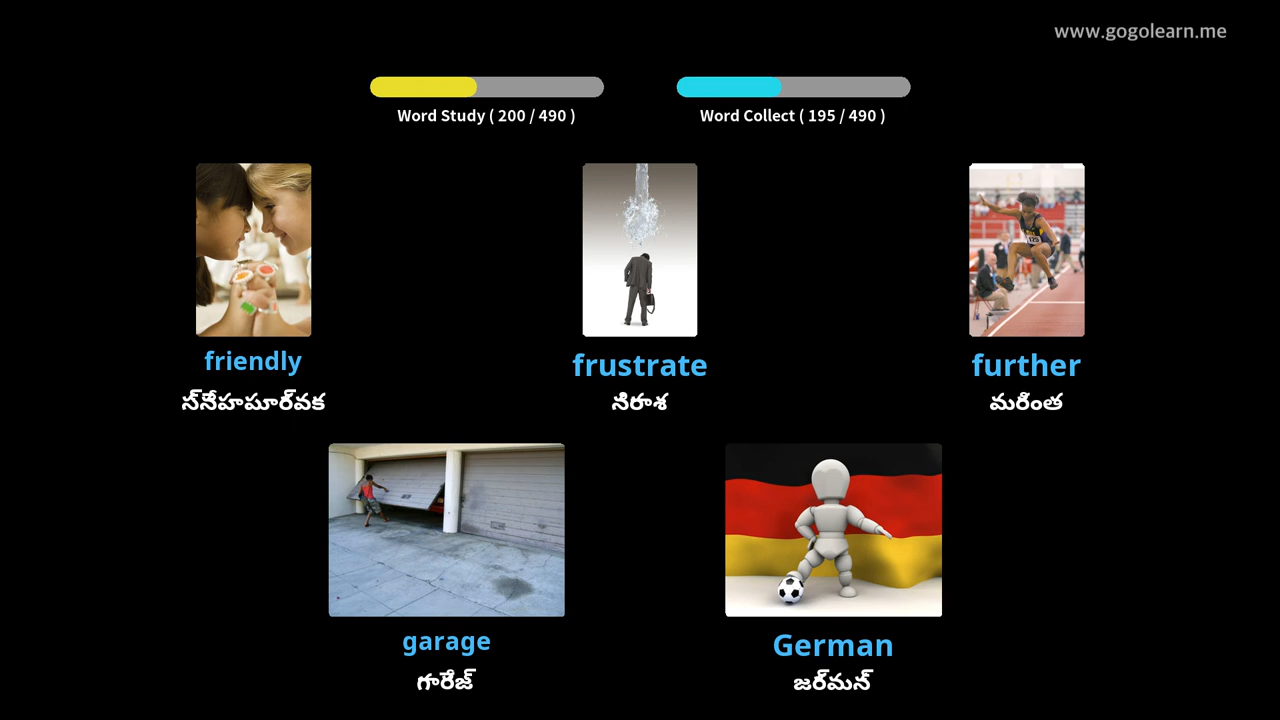 www.gogolearn.me
Word Study ( 200 / 490 )
Word Collect ( 195 / 490 )
friendly
స్నేహపూర్వక
frustrate
నిరాశ
further
మరింత
garage
గారేజ్
German
జర్మన్